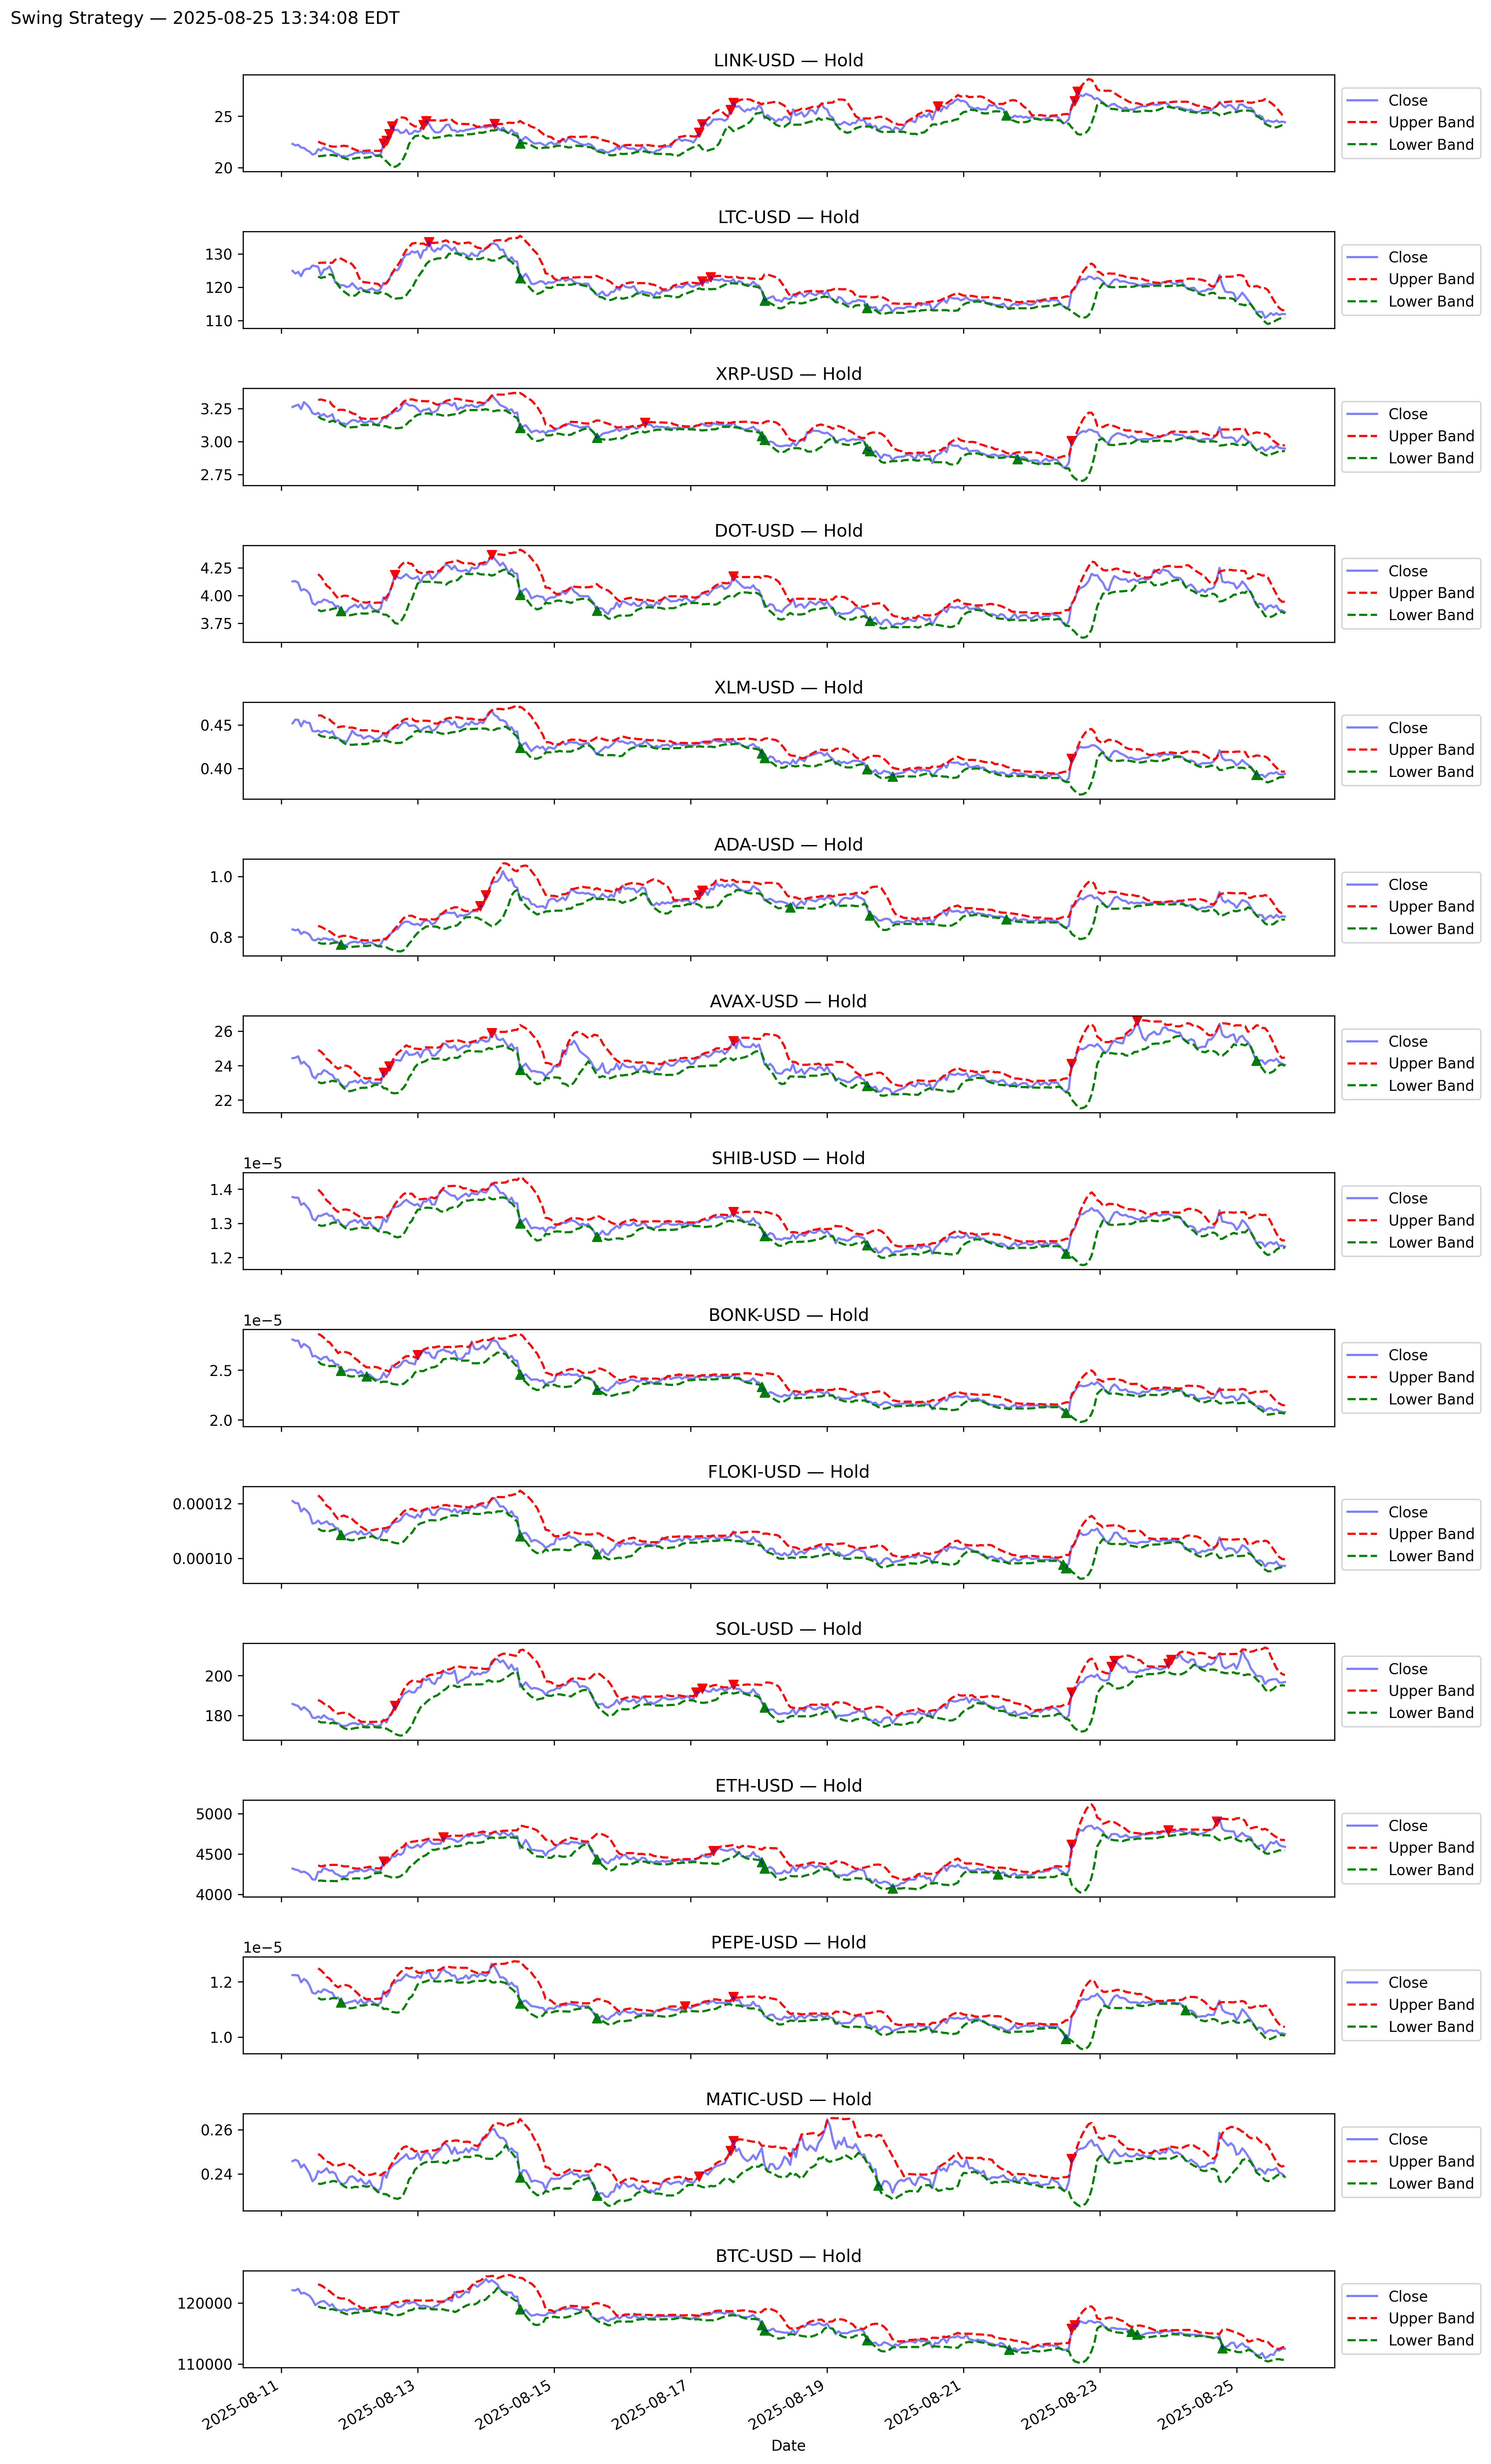 Swing Strategy — 2025-08-25 13:34:08 EDT
LINK-USD — Hold
25
20
Close
Upper Band
Lower Band
LTC-USD — Hold
130
120
110
Close
Upper Band
Lower Band
XRP-USD — Hold
3.25
3.00
2.75
Close
Upper Band
Lower Band
DOT-USD — Hold
4.25
4.00
3.75
Close
Upper Band
Lower Band
XLM-USD — Hold
0.45
0.40
Close
Upper Band
Lower Band
ADA-USD — Hold
1.0
0.8
Close
Upper Band
Lower Band
AVAX-USD — Hold
26
24
22
Close
Upper Band
Lower Band
SHIB-USD — Hold
1e−5
1.4
1.3
1.2
Close
Upper Band
Lower Band
BONK-USD — Hold
1e−5
2.5
2.0
Close
Upper Band
Lower Band
FLOKI-USD — Hold
0.00012
0.00010
Close
Upper Band
Lower Band
SOL-USD — Hold
200
180
Close
Upper Band
Lower Band
ETH-USD — Hold
5000
4500
4000
Close
Upper Band
Lower Band
PEPE-USD — Hold
1e−5
1.2
1.0
Close
Upper Band
Lower Band
MATIC-USD — Hold
0.26
0.24
Close
Upper Band
Lower Band
BTC-USD — Hold
120000
110000
Close
Upper Band
Lower Band
2025-08-11
2025-08-13
2025-08-15
2025-08-17
2025-08-19
2025-08-21
2025-08-23
2025-08-25
Date